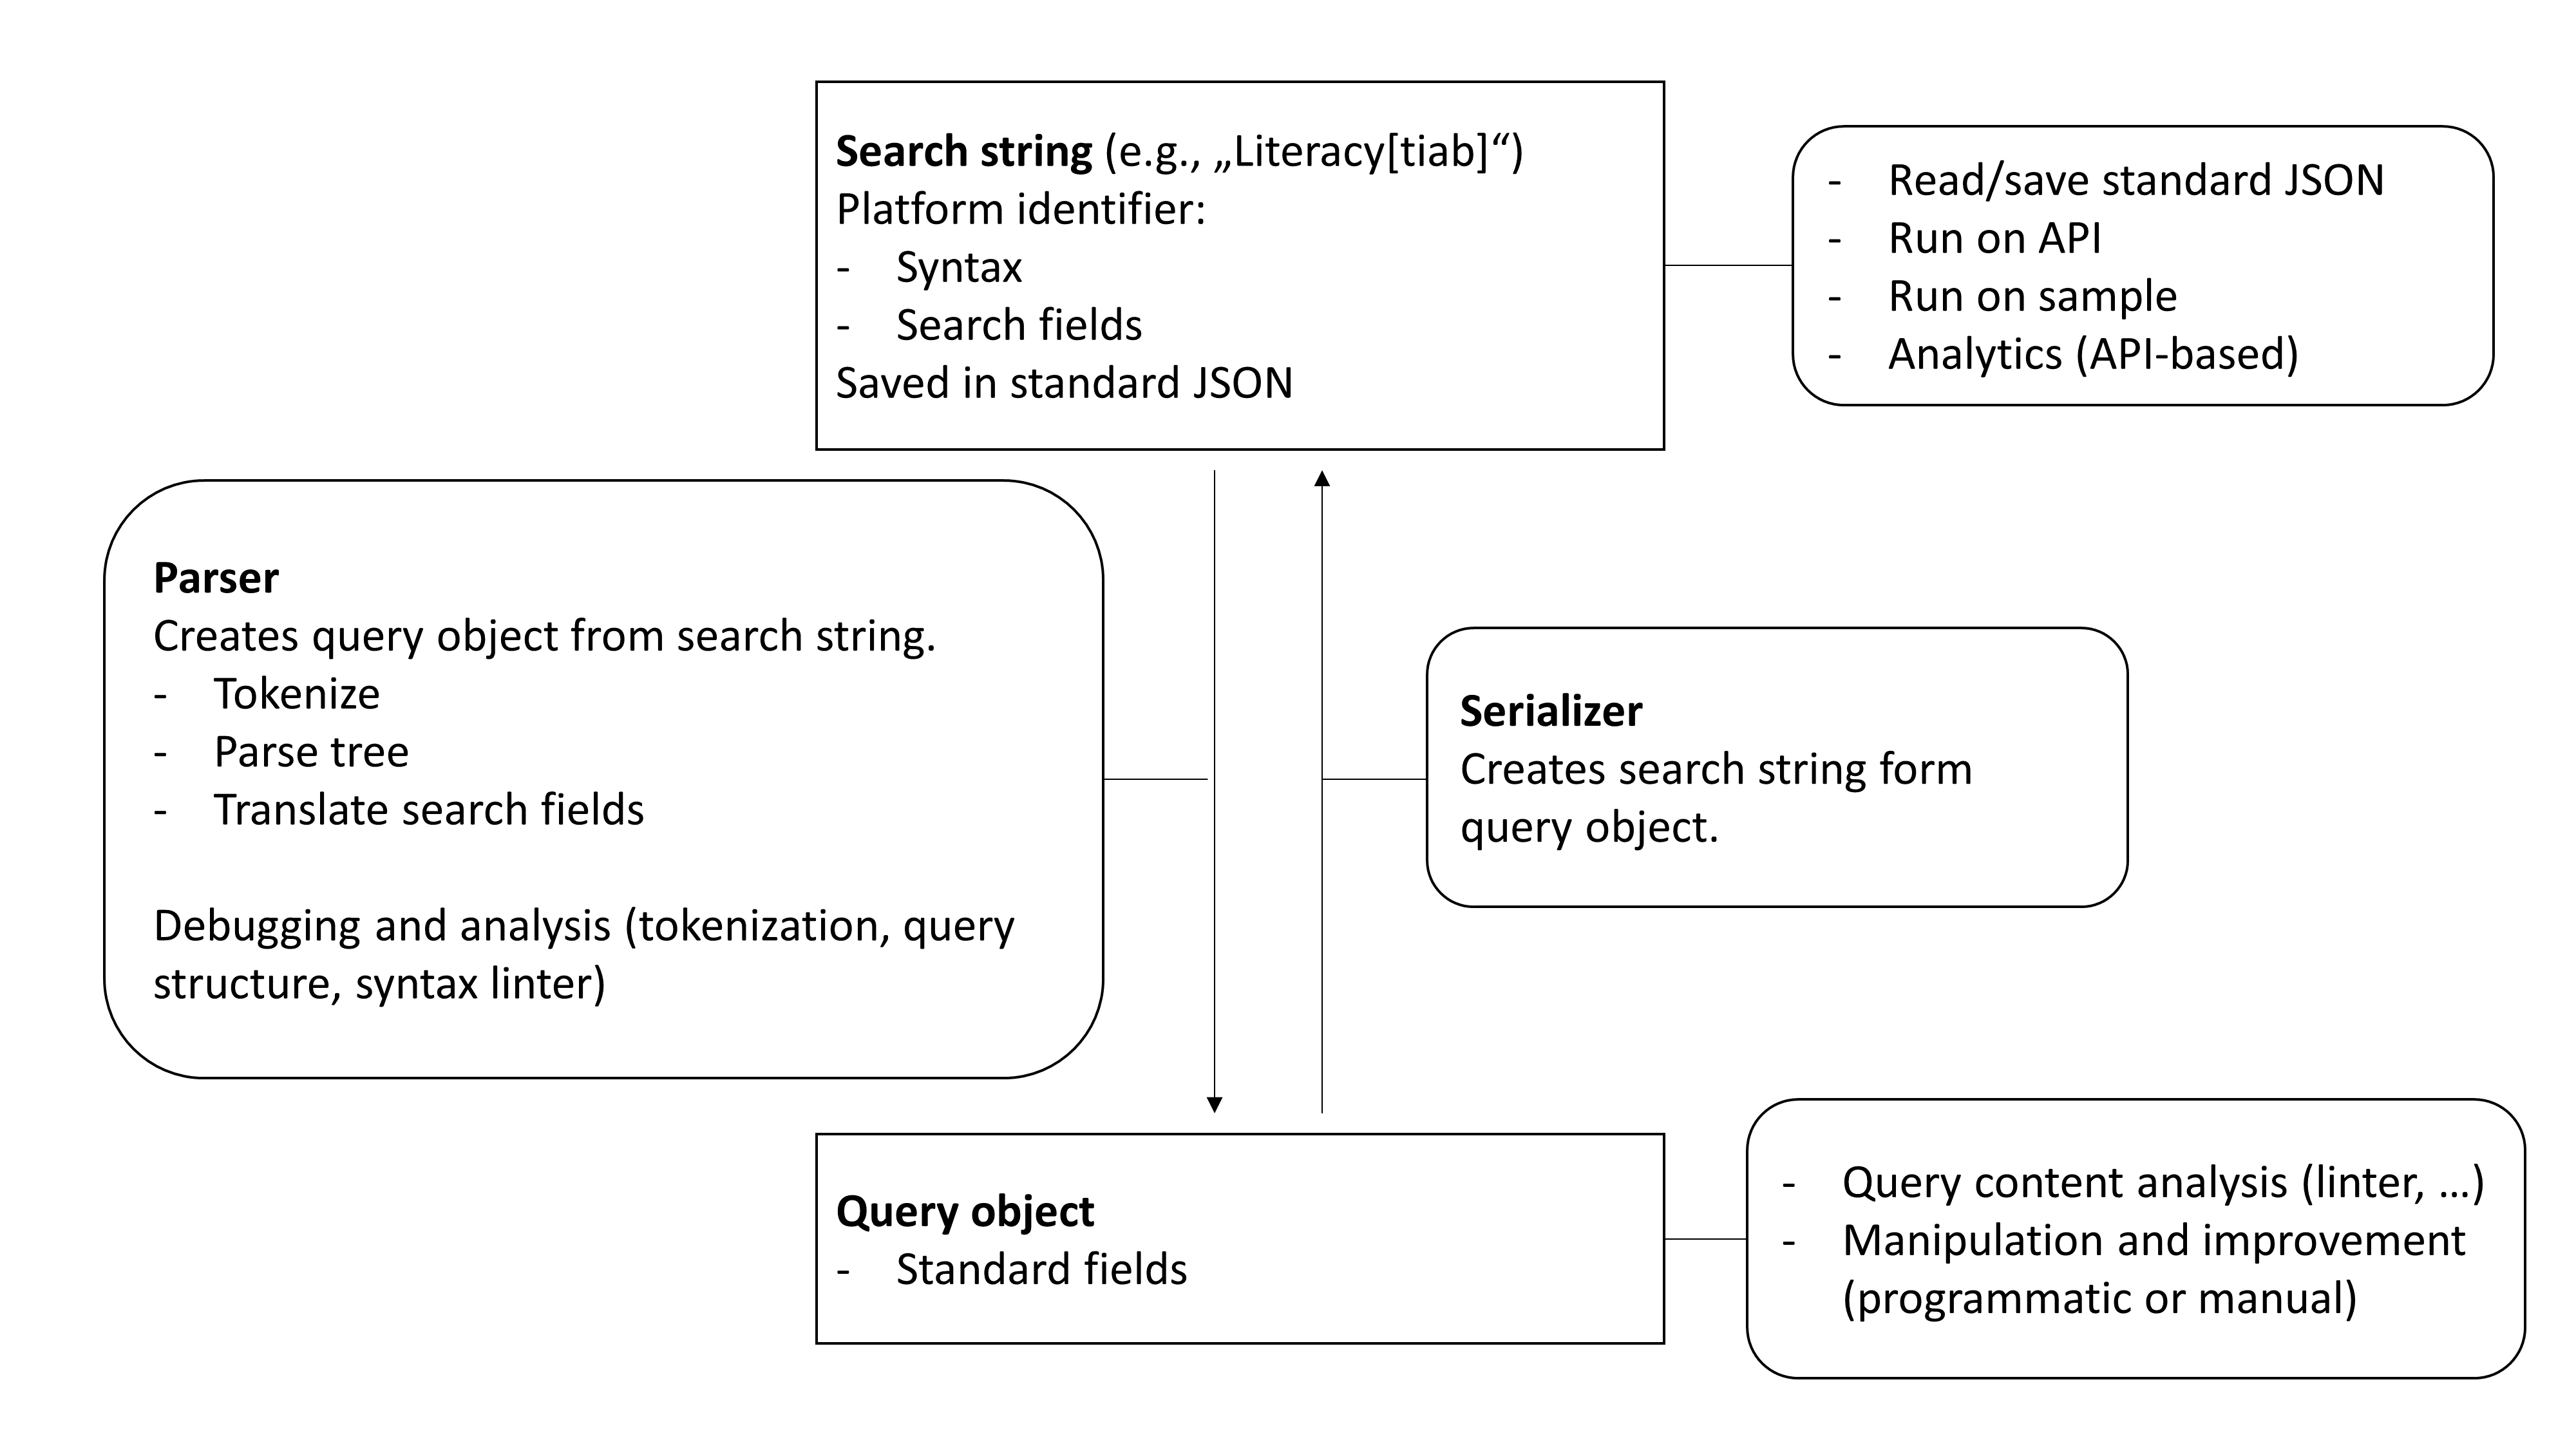 Search string (e.g., „Literacy[tiab]“)
Platform identifier:
- Syntax
- Search fields
Saved in standard JSON
- Read/save standard JSON
- Run on API
- Run on sample
- Analytics (API-based)
Parser
Creates query object from search string.
- Tokenize
- Parse tree
- Translate search fields
Debugging and analysis (tokenization, query
structure, syntax linter)
Serializer
Creates search string form
query object.
Query object
- Standard fields
- Query content analysis (linter, ...)
- Manipulation and improvement
(programmatic or manual)